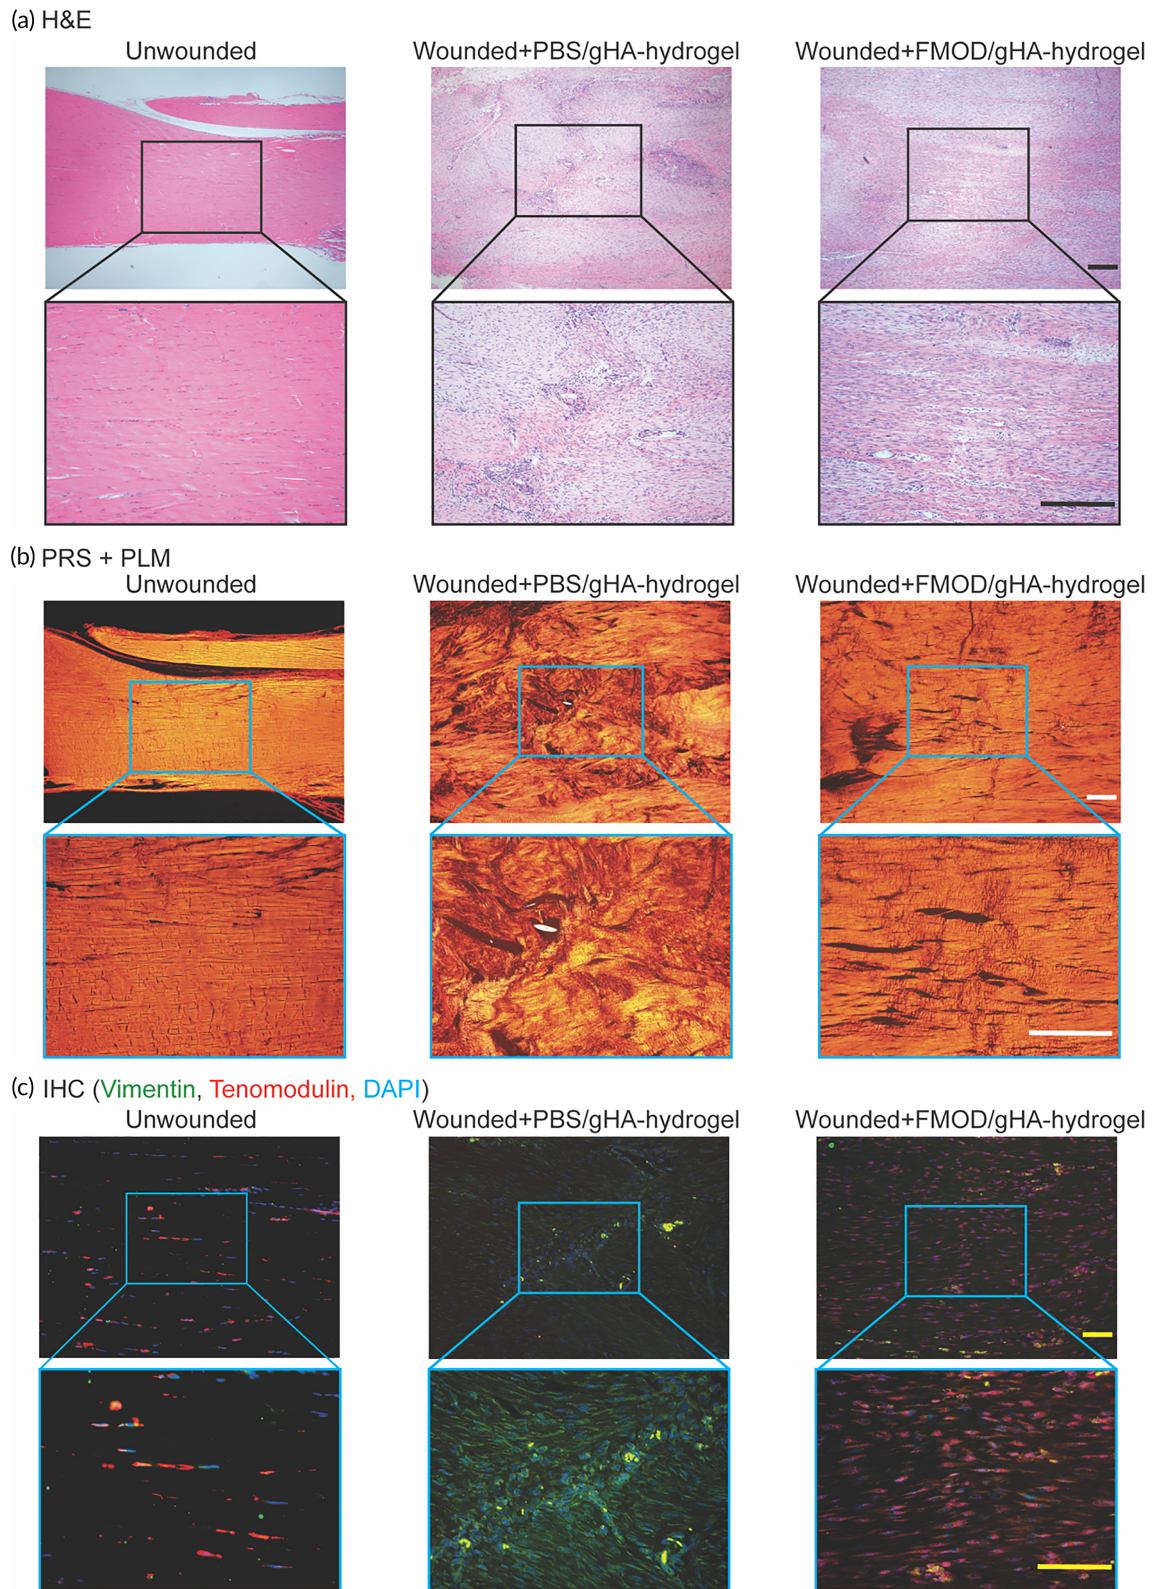 (a) H&E
Unwounded
Wounded+PBS/gHA-hydrogel
Wounded+FMOD/gHA-hydrogel
(b) PRS + PLM
Unwounded
Wounded+PBS/gHA-hydrogel
Wounded+FMOD/gHA-hydrogel
(c) IHC (Vimentin, Tenomodulin, DAPI)
Unwounded
Wounded+PBS/gHA-hydrogel
Wounded+FMOD/gHA-hydrogel